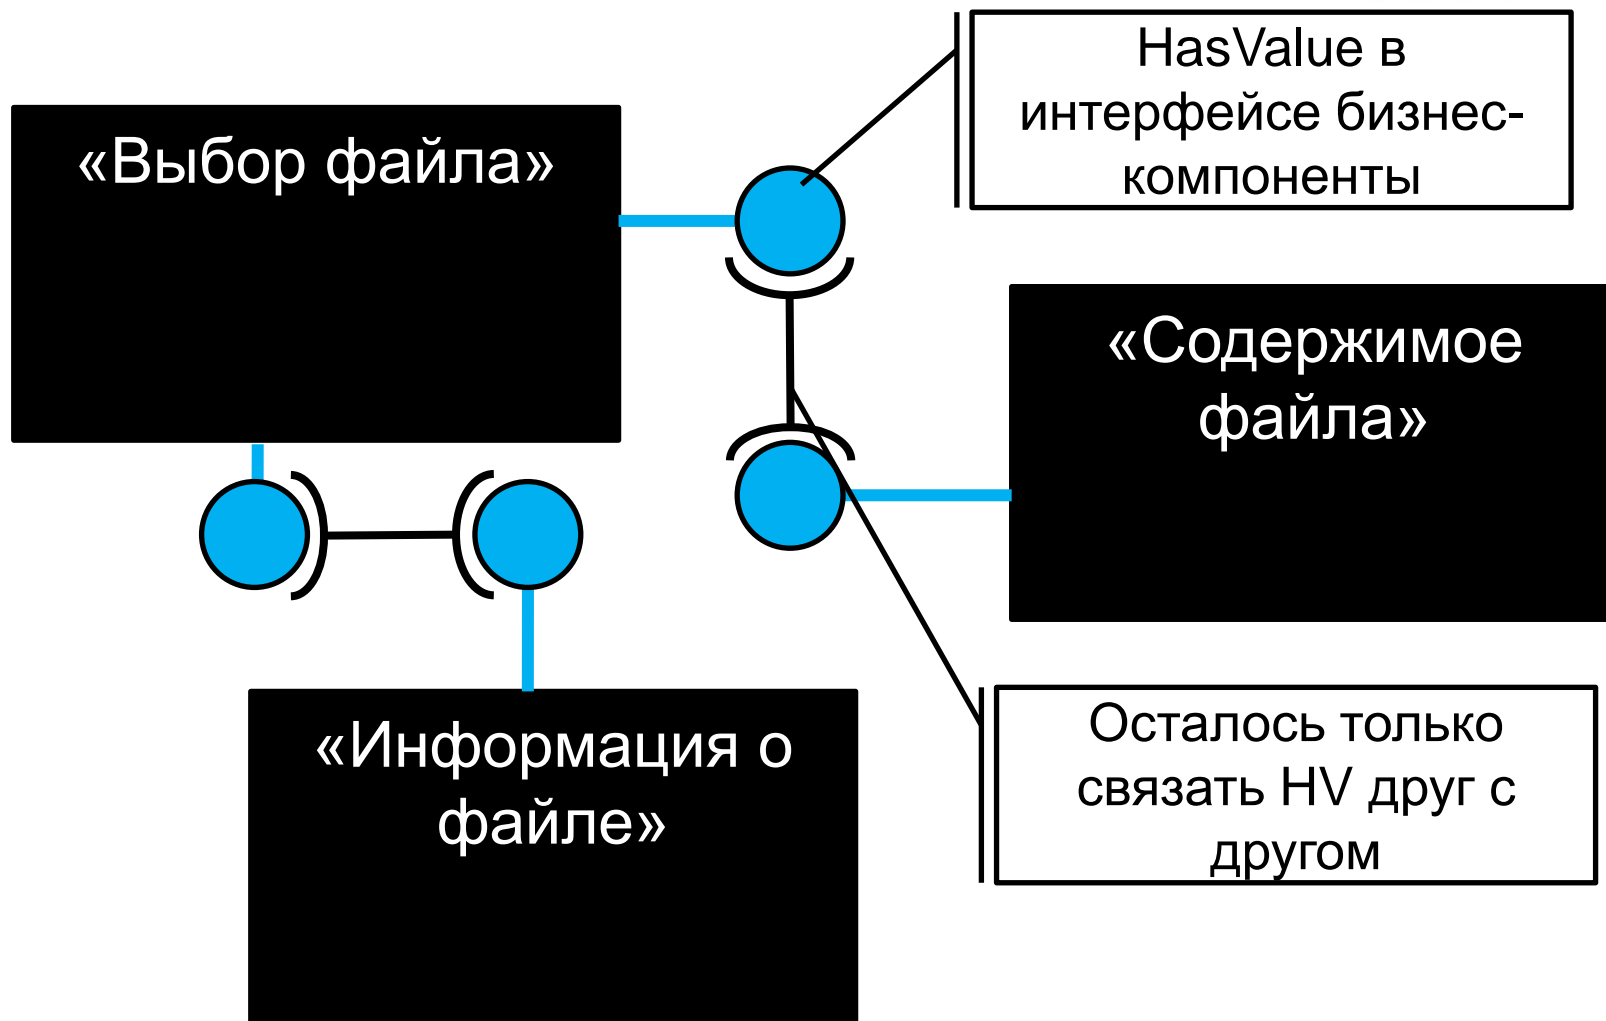 HasValue в
интерфейсе бизнес-
компоненты
«Выбор файла»
«Содержимое
файла»
«Информация о
файле»
Осталось только
связать HV друг с
другом